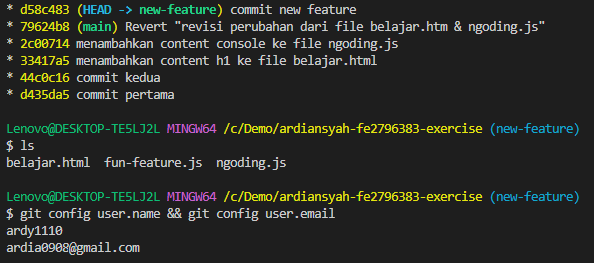 * d58c483 (HEAD -> new-feature) commit new feature
* 79624b8 (main) Revert "revisi perubahan dari file belajar.htm & ngoding.js"
* 2c00714 menambahkan content console ke file ngoding.js
* 33417a5 menambahkan content h1 ke file belajar.html
* 44c0c16 commit kedua
* d435da5 commit pertama
Lenovo@DESKTOP-TE5LJ2L MINGW64 /c/Demo/ardiansyah-fe2796383-exercise (new-feature)
$ ls
belajar.html  fun-feature.js  ngoding.js
Lenovo@DESKTOP-TE5LJ2L MINGW64 /c/Demo/ardiansyah-fe2796383-exercise (new-feature)
$ git config user.name && git config user.email
ardy1110
ardia0908@gmail.com